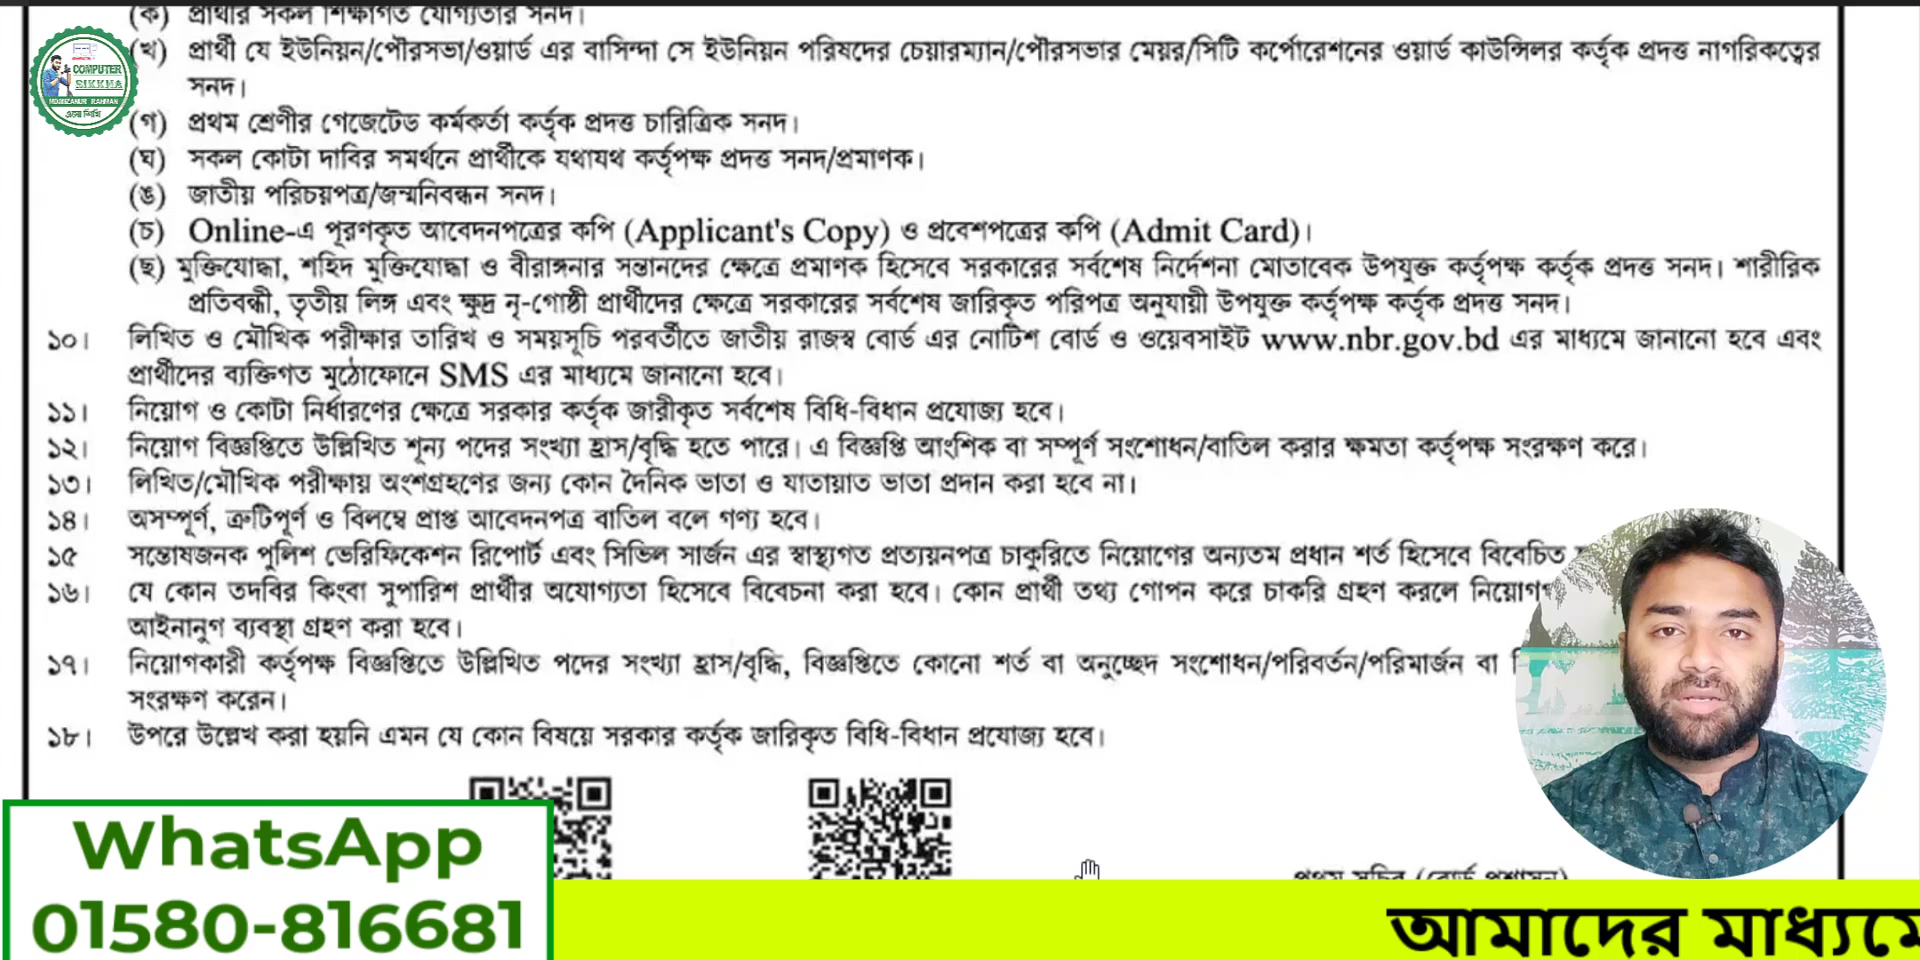 (ক) প্রার্থীর সকল শিক্ষাগত যোগ্যতার সনদ।
(খ) প্রার্থী যে ইউনিয়ন/পৌরসভা/ওয়ার্ড এর বাসিন্দা সে ইউনিয়ন পরিষদের চেয়ারম্যান/পৌরসভার মেয়র/সিটি কর্পোরেশনের ওয়ার্ড কাউন্সিলর কর্তৃক প্রদত্ত নাগরিকত্বের
সনদ।
(গ) প্রথম শ্রেণীর গেজেটেড কর্মকর্তা কর্তৃক প্রদত্ত চারিত্রিক সনদ।
(ঘ) সকল কোটা দাবির সমর্থনে প্রার্থীকে যথাযথ কর্তৃপক্ষ প্রদত্ত সনদ/প্রমাণক।
(ঙ) জাতীয় পরিচয়পত্র/জন্মনিবন্ধন সনদ।
(চ) Online-এ পূরণকৃত আবেদনপত্রের কপি (Applicant's Copy) ও প্রবেশপত্রের কপি (Admit Card)।
(ছ) মুক্তিযোদ্ধা, শহিদ মুক্তিযোদ্ধা ও বীরাঙ্গনার সন্তানদের ক্ষেত্রে প্রমাণক হিসেবে সরকারের সর্বশেষ নির্দেশনা মোতাবেক উপযুক্ত কর্তৃপক্ষ কর্তৃক প্রদত্ত সনদ। শারীরিক
প্রতিবন্ধী, তৃতীয় লিঙ্গ এবং ক্ষুদ্র নৃ-গোষ্ঠী প্রার্থীদের ক্ষেত্রে সরকারের সর্বশেষ জারিকৃত পরিপত্র অনুযায়ী উপযুক্ত কর্তৃপক্ষ কর্তৃক প্রদত্ত সনদ।
১০। লিখিত ও মৌখিক পরীক্ষার তারিখ ও সময়সূচি পরবর্তীতে জাতীয় রাজস্ব বোর্ড এর নোটিশ বোর্ড ও ওয়েবসাইট www.nbr.gov.bd এর মাধ্যমে জানানো হবে এবং
প্রার্থীদের ব্যক্তিগত মুঠোফোনে SMS এর মাধ্যমে জানানো হবে।
১১। নিয়োগ ও কোটা নির্ধারণের ক্ষেত্রে সরকার কর্তৃক জারীকৃত সর্বশেষ বিধি-বিধান প্রযোজ্য হবে।
১২। নিয়োগ বিজ্ঞপ্তিতে উল্লিখিত শূন্য পদের সংখ্যা হ্রাস/বৃদ্ধি হতে পারে। এ বিজ্ঞপ্তি আংশিক বা সম্পূর্ণ সংশোধন/বাতিল করার ক্ষমতা কর্তৃপক্ষ সংরক্ষণ করে।
১৩। লিখিত/মৌখিক পরীক্ষায় অংশগ্রহণের জন্য কোন দৈনিক ভাতা ও যাতায়াত ভাতা প্রদান করা হবে না।
১৪। অসম্পূর্ণ, ত্রুটিপূর্ণ ও বিলম্বে প্রাপ্ত আবেদনপত্র বাতিল বলে গণ্য হবে।
১৫ সন্তোষজনক পুলিশ ভেরিফিকেশন রিপোর্ট এবং সিভিল সার্জন এর স্বাস্থ্যগত প্রত্যয়নপত্র চাকুরিতে নিয়োগের অন্যতম প্রধান শর্ত হিসেবে বিবেচিত
১৬। যে কোন তদবির কিংবা সুপারিশ প্রার্থীর অযোগ্যতা হিসেবে বিবেচনা করা হবে। কোন প্রার্থী তথ্য গোপন করে চাকরি গ্রহণ করলে নিয়োগ
আইনানুগ ব্যবস্থা গ্রহণ করা হবে।
১৭। নিয়োগকারী কর্তৃপক্ষ বিজ্ঞপ্তিতে উল্লিখিত পদের সংখ্যা হ্রাস/বৃদ্ধি, বিজ্ঞপ্তিতে কোনো শর্ত বা অনুচ্ছেদ সংশোধন/পরিবর্তন/পরিমার্জন বা
সংরক্ষণ করেন।
১৮। উপরে উল্লেখ করা হয়নি এমন যে কোন বিষয়ে সরকার কর্তৃক জারিকৃত বিধি-বিধান প্রযোজ্য হবে।
প্রথম সচিব (বোর্ড প্রশাসন)
COMPUTER
SIKKHA
MD.MIZANUR RAHMAN
এসো শিখি
WhatsApp
01580-816681
আমাদের মাধ্যমে